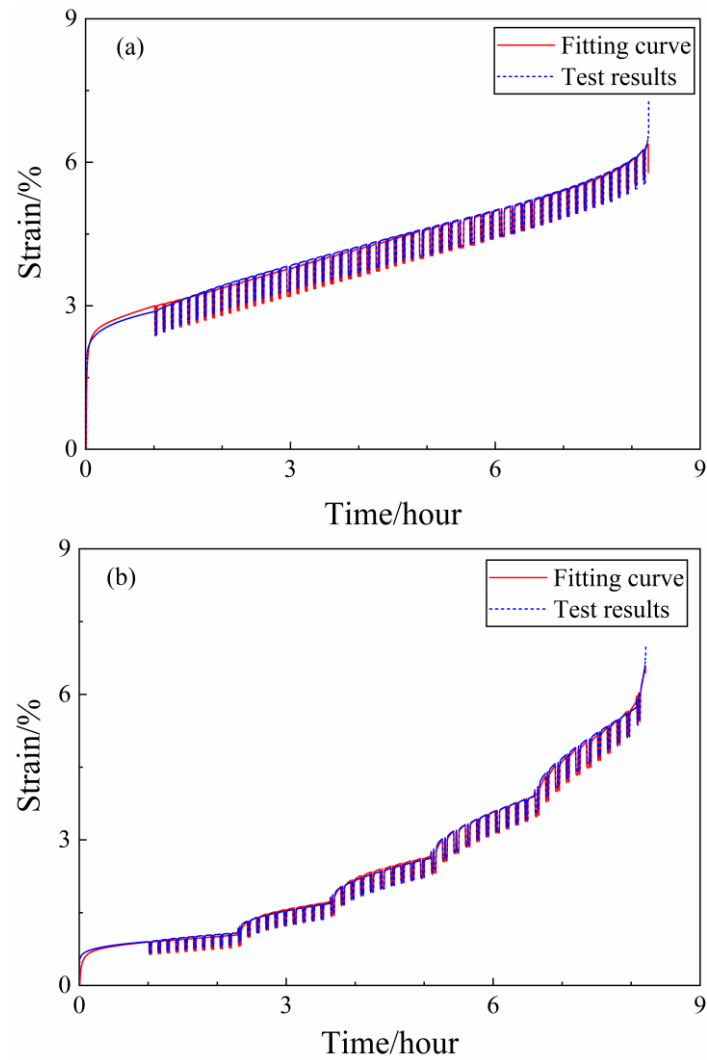 9
(a)
Fitting curve
Test results
6
Strain/%
3
0
0 3 6 9
Time/hour
9
(b)
Fitting curve
Test results
6
Strain/%
3
0
0 3 6 9
Time/hour